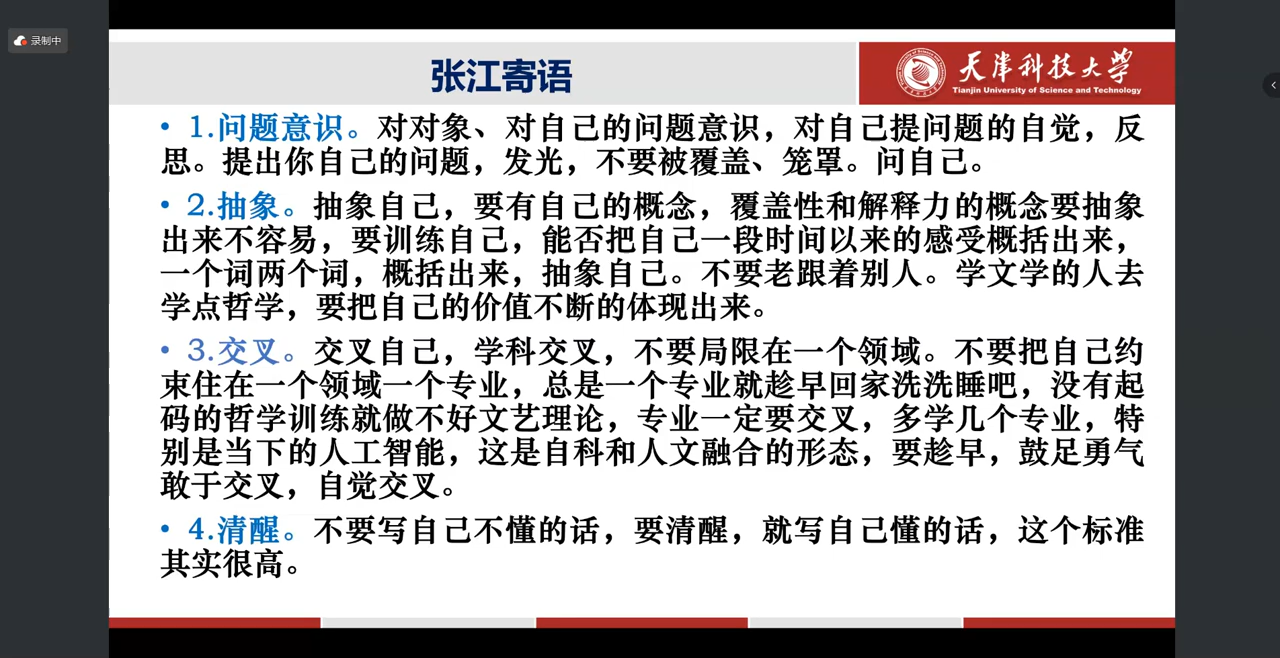 录制中
张江寄语
天津科技大学
Tianjin University of Science and Technology
• 1.问题意识。对对象、对自己的问题意识，对自己提问题的自觉，反
思。提出你自己的问题，发光，不要被覆盖、笼罩。问自己。
• 2.抽象。抽象自己，要有自己的概念，覆盖性和解释力的概念要抽象
出来不容易，要训练自己，能否把自己一段时间以来的感受概括出来，
一个词两个词，概括出来，抽象自己。不要老跟着别人。学文学的人去
学点哲学，要把自己的价值不断的体现出来。
• 3.交叉。交叉自己，学科交叉，不要局限在一个领域。不要把自己约
束住在一个领域一个专业，总是一个专业就趁早回家洗洗睡吧，没有起
码的哲学训练就做不好文艺理论，专业一定要交叉，多学几个专业，特
别是当下的人工智能，这是自科和人文融合的形态，要趁早，鼓足勇气
敢于交叉，自觉交叉。
• 4.清醒。不要写自己不懂的话，要清醒，就写自己懂的话，这个标准
其实很高。